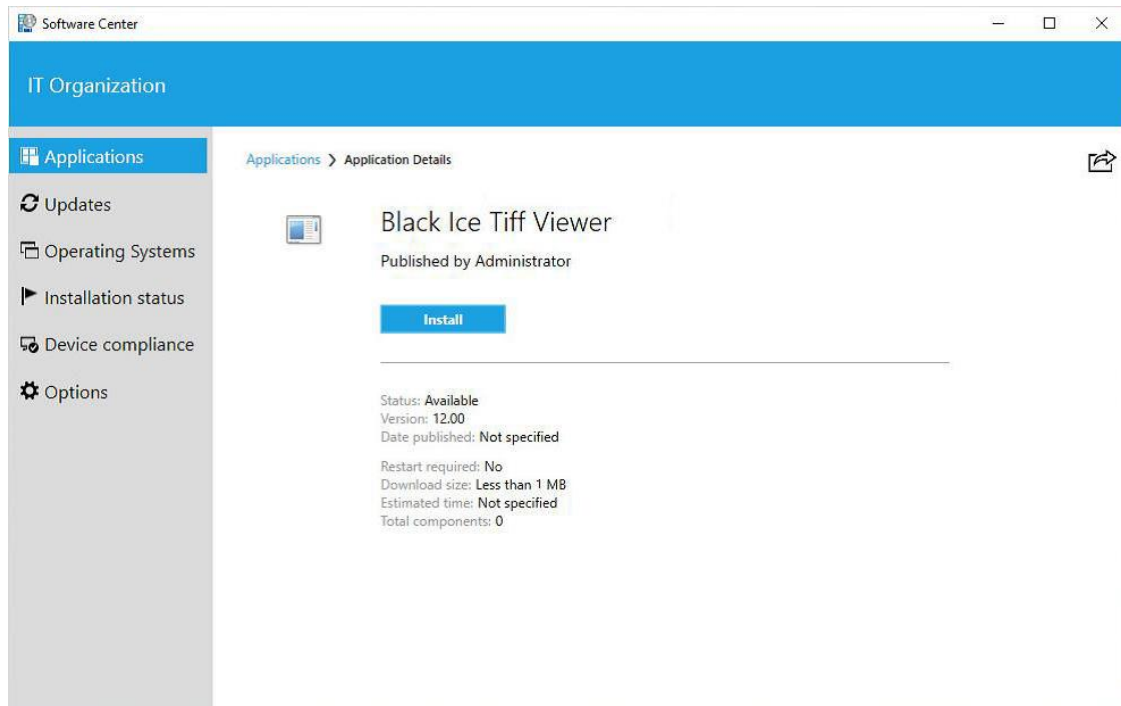 Software Center
IT Organization
Applications
Updates
Operating Systems
Installation status
Device compliance
Options
Applications ❯ Application Details
Black Ice Tiff Viewer
Published by Administrator
Install
Status: Available
Version: 12.00
Date published: Not specified
Restart required: No
Download size: Less than 1 MB
Estimated time: Not specified
Total components: 0